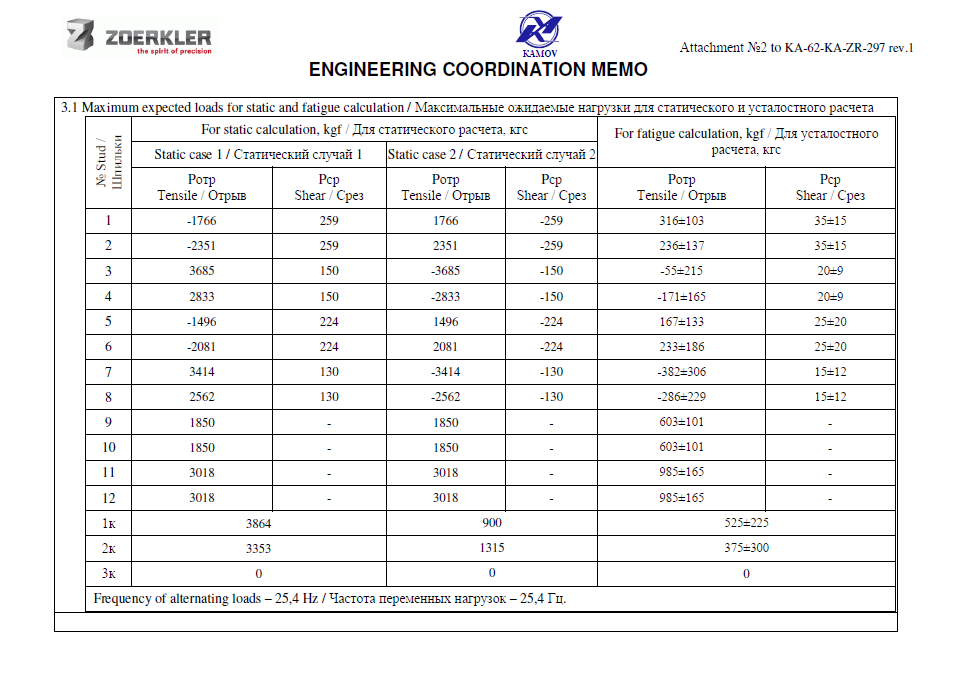 ZOERKLER
the spirit of precision
KAMOV
Attachment №2 to KA-62-KA-ZR-297 rev.1
ENGINEERING COORDINATION MEMO
3.1 Maximum expected loads for static and fatigue calculation / Максимальные ожидаемые нагрузки для статического и усталостного расчета
№ Stud / Шпильки
For static calculation, kgf / Для статического расчета, кгс
For fatigue calculation, kgf / Для усталостного расчета, кгс
Static case 1 / Статический случай 1 Static case 2 / Статический случай 2
Ротр Рср Ротр Рср Ротр Рср
Tensile / Отрыв Shear / Срез Tensile / Отрыв Shear / Срез Tensile / Отрыв Shear / Срез
1 -1766 259 1766 -259 316±103 35±15
2 -2351 259 2351 -259 236±137 35±15
3 3685 150 -3685 -150 -55±215 20±9
4 2833 150 -2833 -150 -171±165 20±9
5 -1496 224 1496 -224 167±133 25±20
6 -2081 224 2081 -224 233±186 25±20
7 3414 130 -3414 -130 -382±306 15±12
8 2562 130 -2562 -130 -286±229 15±12
9 1850 - 1850 - 603±101 -
10 1850 - 1850 - 603±101 -
11 3018 - 3018 - 985±165 -
12 3018 - 3018 - 985±165 -
1к 3864 900 525±225
2к 3353 1315 375±300
3к 0 0 0
Frequency of alternating loads – 25,4 Hz / Частота переменных нагрузок – 25,4 Гц.